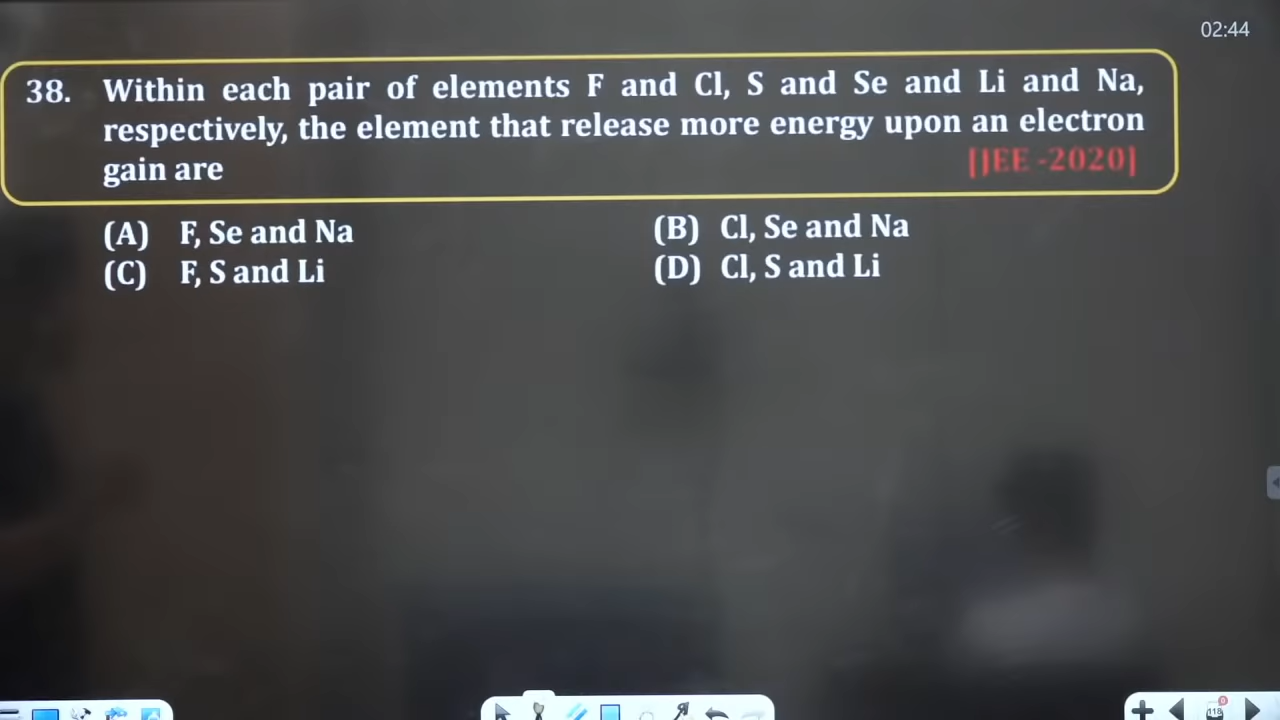 02:44
38. Within each pair of elements F and Cl, S and Se and Li and Na,
respectively, the element that release more energy upon an electron
gain are
[JEE -2020]
(A) F, Se and Na
(B) Cl, Se and Na
(C) F, S and Li
(D) Cl, S and Li
118